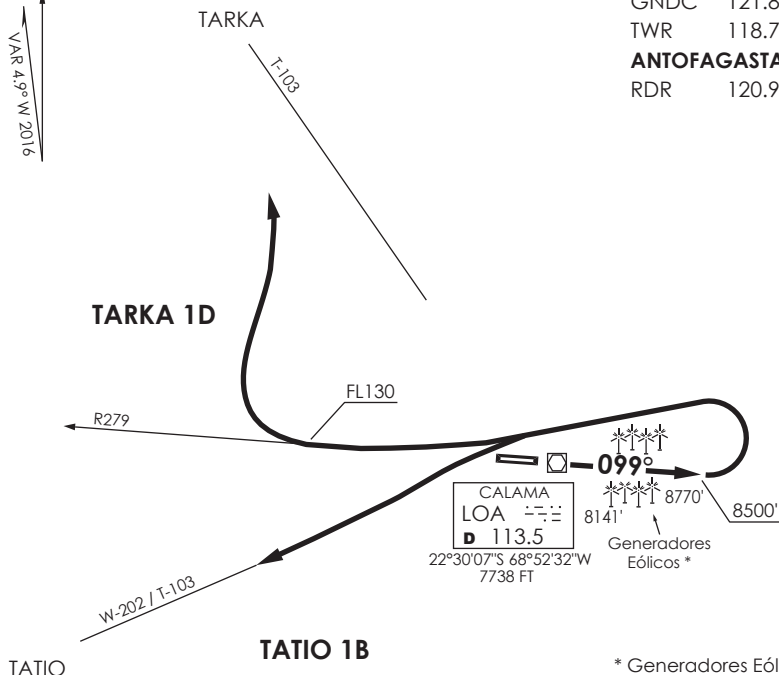 GNDC 121.8
TWR 118.7
ANTOFAGASTA
RDR 120.9
VAR 4.9° W 2016
TARKA
T-103
TARKA 1D
FL130
R279
099°
8770'
8500'
8141'
CALAMA
LOA
D 113.5
22°30'07"S 68°52'32"W
7738 FT
Generadores
Eólicos *
W-202 / T-103
TATIO 1B
TATIO
* Generadores Eól